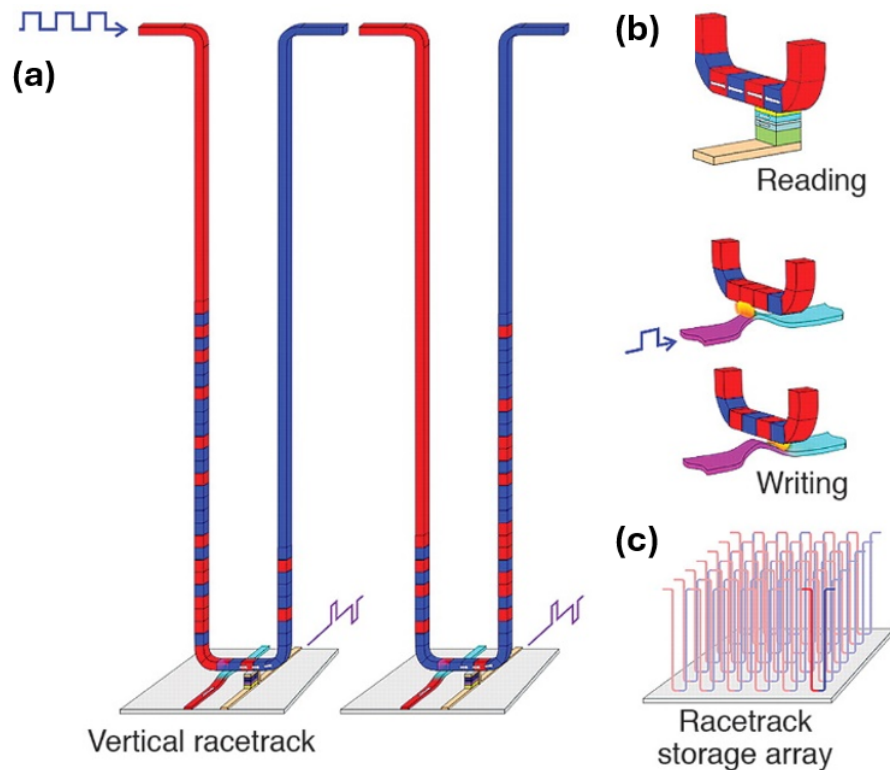 (a)
Vertical racetrack
(b)
Reading
Writing
(c)
Racetrack
storage array